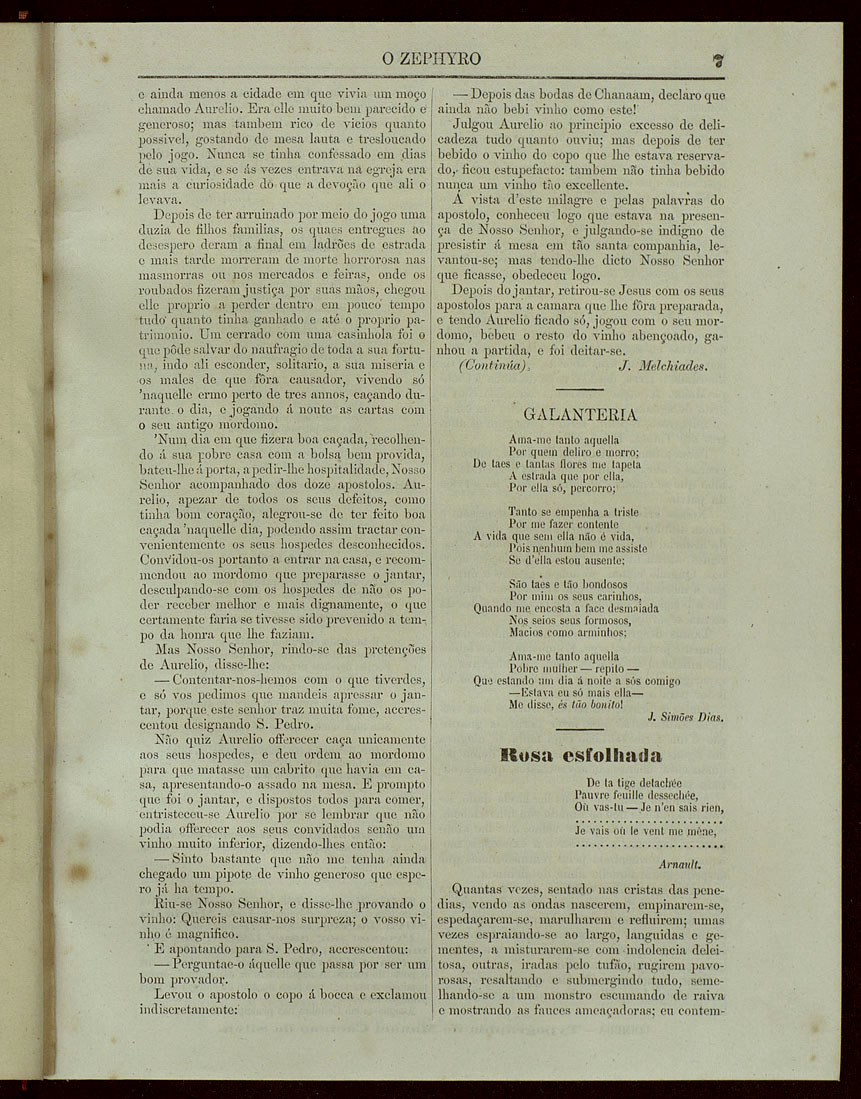 O ZEPHYRO
7
e ainda menos a cidade em que vivia um moço
chamado Aurelio. Era elle muito bem parecido e
generoso; mas tambem rico de vicios quanto
possivel, gostando de mesa lauta e tresloucado
pelo jogo. Nunca se tinha confessado em dias
de sua vida, e se ás vezes entrava na egreja era
mais a curiosidade do que a devoção que ali o
levava.
Depois de ter arruinado por meio do jogo uma
duzia de filhos familias, os quaes entregues ao
desespero deram a final em ladrões de estrada
e mais tarde morreram de morte horrorosa nas
masmorras ou nos mercados e feiras, onde os
roubados fizeram justiça por suas mãos, chegou
elle proprio a perder dentro em pouco tempo
tudo quanto tinha ganhado e até o proprio pa-
trimonio. Um cerrado com uma casinhola foi o
que pôde salvar do naufragio de toda a sua fortu-
na, indo ali esconder, solitario, a sua miseria e
os males de que fôra causador, vivendo só
'naquelle ermo perto de tres annos, caçando du-
rante o dia, e jogando á noute as cartas com
o seu antigo mordomo.
'Num dia em que fizera boa caçada, recolhen-
do á sua pobre casa com a bolsa bem provida,
bateu-lhe á porta, a pedir-lhe hospitalidade, Nosso
Senhor acompanhado dos doze apostolos. Au-
relio, apezar de todos os seus defeitos, como
tinha bom coração, alegrou-se de ter feito boa
caçada 'naquelle dia, podendo assim tractar con-
venientemente os seus hospedes desconhecidos.
Convidou-os portanto a entrar na casa, e recom-
mendou ao mordomo que preparasse o jantar,
desculpando-se com os hospedes de não os po-
der receber melhor e mais dignamente, o que
certamente faria se tivesse sido prevenido a tem-
po da honra que lhe faziam.
Mas Nosso Senhor, rindo-se das pretenções
de Aurelio, disse-lhe:
— Contentar-nos-hemos com o que tiverdes,
e só vos pedimos que mandeis apressar o jan-
tar, porque este senhor traz muita fome, accres-
centou designando S. Pedro.
Não quiz Aurelio offerecer caça unicamente
aos seus hospedes, e deu ordem ao mordomo
para que matasse um cabrito que havia em ca-
sa, apresentando-o assado na mesa. E prompto
que foi o jantar, e dispostos todos para comer,
entristeceu-se Aurelio por se lembrar que não
podia offerecer aos seus convidados senão um
vinho muito inferior, dizendo-lhes então:
— Sinto bastante que não me tenha ainda
chegado um pipote de vinho generoso que espe-
ro já ha tempo.
Riu-se Nosso Senhor, e disse-lhe provando o
vinho: Quereis causar-nos surpreza; o vosso vi-
nho é magnifico.
E apontando para S. Pedro, accrescentou:
— Perguntae-o áquelle que passa por ser um
bom provador.
Levou o apostolo o copo á bocca e exclamou
indiscretamente:
— Depois das bodas de Chanaam, declaro que
ainda não bebi vinho como este!
Julgou Aurelio ao principio excesso de deli-
cadeza tudo quanto ouviu; mas depois de ter
bebido o vinho do copo que lhe estava reserva-
do, ficou estupefacto: tambem não tinha bebido
nunca um vinho tão excellente.
Á vista d'este milagre e pelas palavras do
apostolo, conheceu logo que estava na presen-
ça de Nosso Senhor, e julgando-se indigno de
presistir á mesa em tão santa companhia, le-
vantou-se; mas tendo-lhe dicto Nosso Senhor
que ficasse, obedeceu logo.
Depois do jantar, retirou-se Jesus com os seus
apostolos para a camara que lhe fôra preparada,
e tendo Aurelio ficado só, jogou com o seu mor-
domo, bebeu o resto do vinho abençoado, ga-
nhou a partida, e foi deitar-se.
(Continúa). J. Melchiades.
GALANTERIA
Ama-me tanto aquella
Por quem deliro e morro;
De taes e tantas flores me tapeta
A estrada que por ella,
Por ella só, percorro;
Tanto se empenha a triste
Por me fazer contente
A vida que sem ella não é vida,
Pois nenhum bem me assiste
Se d'ella estou ausente;
São taes e tão bondosos
Por mim os seus carinhos,
Quando me encosta a face desmaiada
Nos seios seus formosos,
Macios como arminhos;
Ama-me tanto aquella
Pobre mulher — repito —
Que estando um dia á noite a sós comigo
—Estava eu só mais ella—
Me disse, és tão bonito!
J. Simões Dias.
Rosa esfolhada
De ta tige detachée
Pauvre feuille dessechée,
Où vas-tu — Je n'en sais rien,
. . . . . . . . . . . . . . . . . . . . . . . .
Je vais où le vent me mène,
. . . . . . . . . . . . . . . . . . . . . . . .
Arnault.
Quantas vezes, sentado nas cristas das pene-
dias, vendo as ondas nascerem, empinarem-se,
espedaçarem-se, marulharem e refluirem; umas
vezes espraiando-se ao largo, languidas e ge-
mentes, a misturarem-se com indolencia delei-
tosa, outras, iradas pelo tufão, rugirem pavo-
rosas, resaltando e submergindo tudo, seme-
lhando-se a um monstro escumando de raiva
e mostrando as fauces ameaçadoras; eu contem-